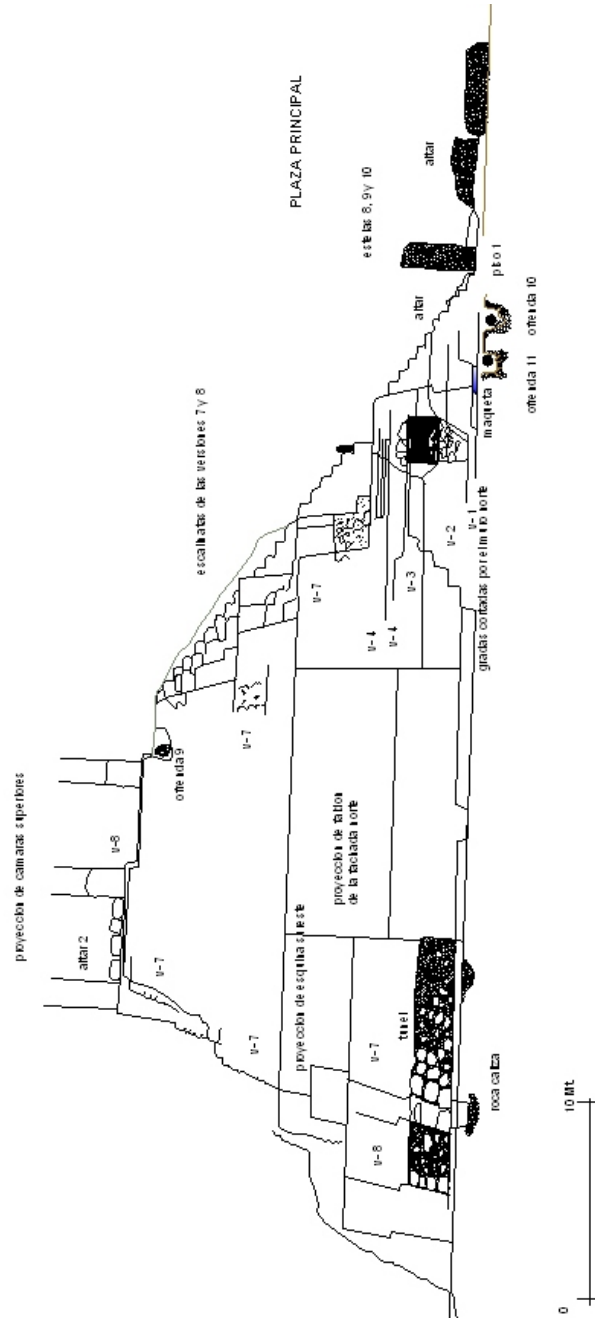 PLAZA PRINCIPAL
altar
estelas 8, 9 y 10
piso 1
altar
ofrenda 10
ofrenda 11
maqueta
escalinatas de las versiones 7 y 8
v-1
v-2
gradas cortadas por el muro norte
v-3
v-4
v-4
v-7
v-7
ofrenda 9
proyeccion de camaras superiores
v-8
altar 2
v-7
proyeccion de tablon
de la fachada norte
proyeccion de esquina sureste
v-7
v-7
tunel
v-8
roca caliza
10 Mt.
0